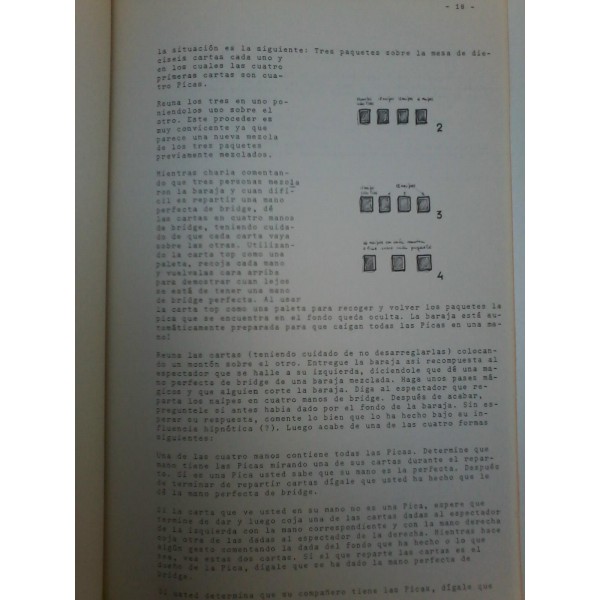 - 18 -
la situación es la siguiente: Tres paquetes sobre la mesa de die-
ciseis cartas cada uno y
en los cuales las cuatro
primeras cartas son cua-
tro Picas.
Reuna los tres en uno po-
niendolos uno sobre el
otro. Este proceder es
muy convicente ya que
parece una nueva mezcla
de los tres paquetes
previamente mezclados.
2
Mientras charla comentan-
do que tres personas mezcla
ron la baraja y cuan difí-
cil es repartir una mano
perfecta de bridge, dé
las cartas en cuatro manos
de bridge, teniendo cuida-
do de que cada carta vaya
sobre las otras. Utilizan-
do la carta top como una
paleta, recoja cada mano
y vuelvalas cara arriba
para demostrar cuan lejos
se está de tener una mano
de bridge perfecta. Al usar
3
4
la carta top como una paleta para recoger y volver los paquetes la
pica que se encuentra en el fondo queda oculta. La baraja está au-
tomáticamente preparada para que caigan todas las Picas en una ma-
no!
Reuna las cartas (teniendo cuidado de no desarreglarlas) colocan-
do un montón sobre el otro. Entregue la baraja asi recompuesta al
espectador que se halle a su izquierda, diciendole que dé una ma-
no perfecta de bridge de una baraja mezclada. Haga unos pases má-
gicos y que alguien corte la baraja. Diga al espectador que re-
parta los naipes en cuatro manos de bridge. Después de acabar,
preguntele si antes habia dado por el fondo de la baraja. Sin es-
perar su respuesta, comente lo bien que lo ha hecho bajo su in-
fluencia hipnótica (?). Luego acabe de una de las cuatro formas
siguientes:
Una de las cuatro manos contiene todas las Picas. Determine que
mano tiene las Picas mirando una de sus cartas durante el repar-
to. Si es una Pica usted sabe que su mano es la perfecta. Después
de terminar de repartir cartas dígale que usted ha hecho que le
dé la mano perfecta de bridge.
Si la carta que ve usted en su mano no es una Pica, espere que
termine de dar y luego coja una de las cartas dadas al espectador
de la izquierda con la mano correspondiente y con la mano derecha
coja otra de las dadas al espectador de la derecha. Mientras hace
algún gesto comentando la dada del fondo que ha hecho o lo que
sea, vea estas dos cartas. Si el que reparte las cartas es el
dueño de la Pica, dígale que se ha dado la mano perfecta de
bridge.
Si usted determina que su compañero tiene las Picas, dígale que